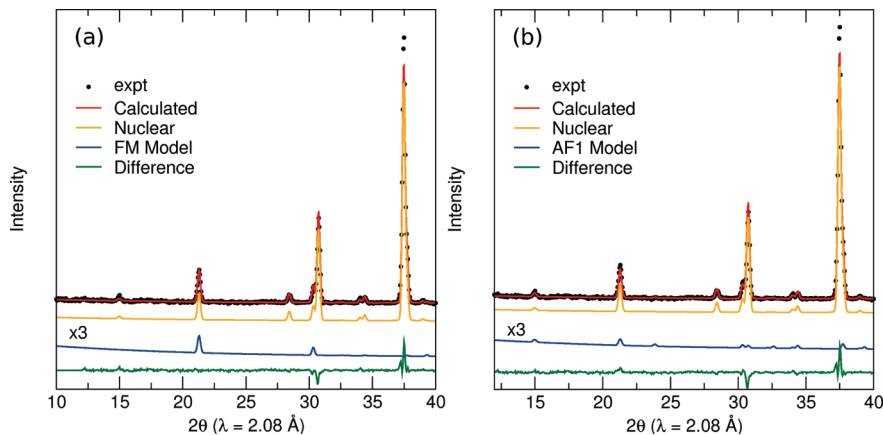 (a)
expt
Calculated
Nuclear
FM Model
Difference
Intensity
x3
10 15 20 25 30 35 40
2θ (λ = 2.08 Å)
(b)
expt
Calculated
Nuclear
AF1 Model
Difference
Intensity
x3
15 20 25 30 35 40
2θ (λ = 2.08 Å)